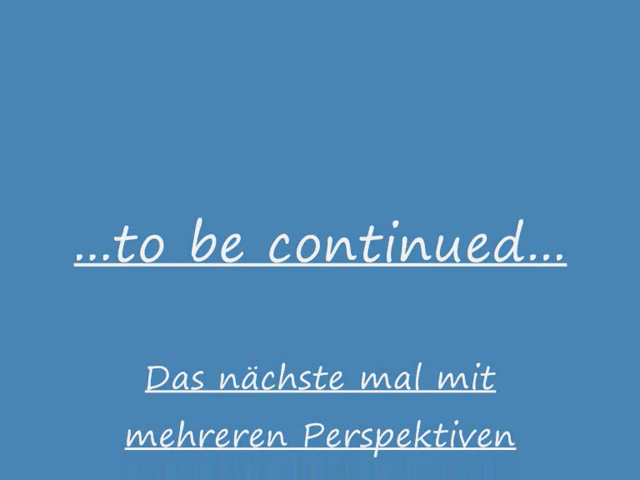 ...to be continued...
Das nächste mal mit
mehreren Perspektiven